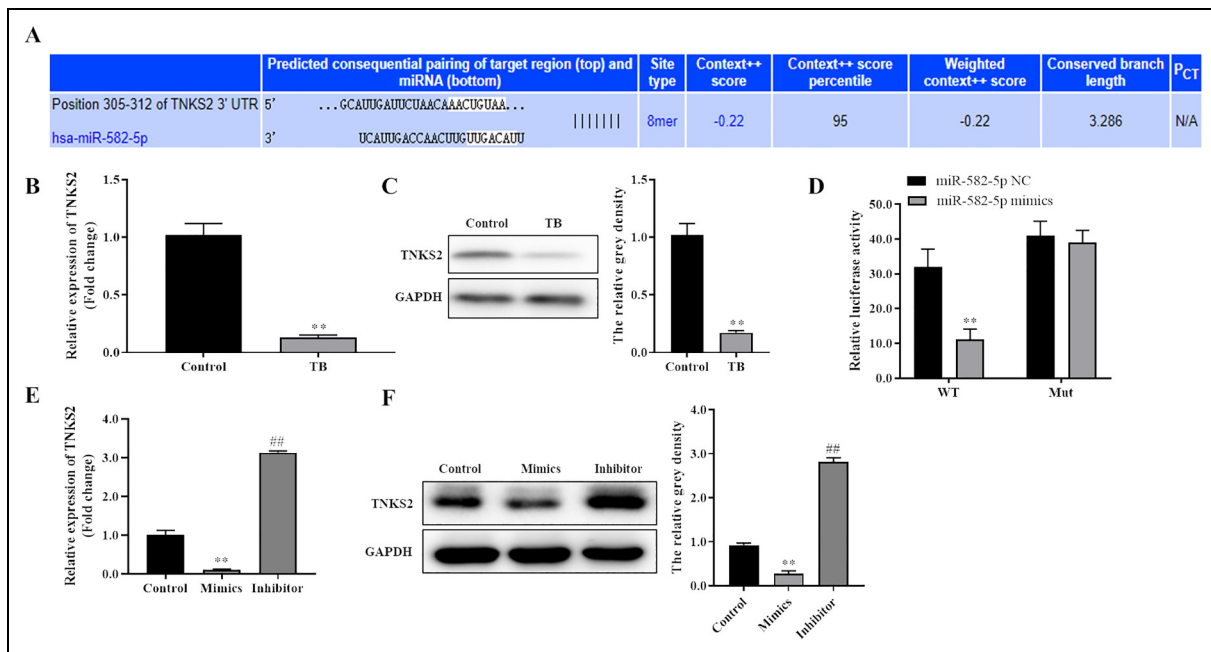 A
Predicted consequential pairing of target region (top) and miRNA (bottom)
Site type
Context++ score
Context++ score percentile
Weighted context++ score
Conserved branch length
PCT
Position 305-312 of TNKS2 3' UTR 5' ...GCAUUGAUUCUAACAAACUGUAA...
hsa-miR-582-5p 3' UCAUUGACCAACUUGUUGACAUU
8mer
-0.22
95
-0.22
3.286
N/A
B
Relative expression of TNKS2
(Fold change)
1.5
1.0
0.5
0.0
**
Control
TB
C
Control TB
TNKS2
GAPDH
The relative grey density
1.5
1.0
0.5
0.0
**
Control TB
D
miR-582-5p NC
miR-582-5p mimics
Relative luciferase activity
50.0
40.0
30.0
20.0
10.0
0.0
**
WT
Mut
E
Relative expression of TNKS2
(Fold change)
4.0
3.0
2.0
1.0
0.0
**
##
Control Mimics Inhibitor
F
Control Mimics Inhibitor
TNKS2
GAPDH
The relative grey density
4.0
3.0
2.0
1.0
0.0
**
##
Control
Mimics
Inhibitor